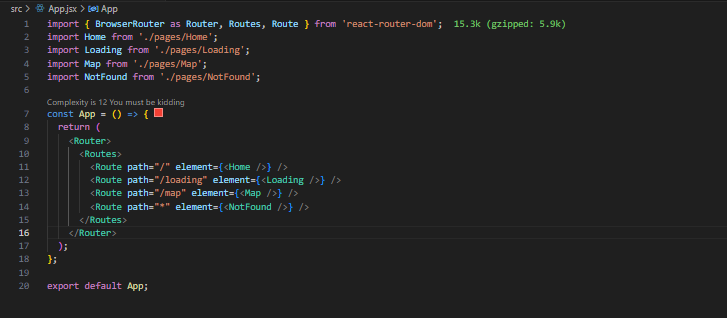 src > App.jsx > App
1 import { BrowserRouter as Router, Routes, Route } from 'react-router-dom'; 15.3k (gzipped: 5.9k)
2 import Home from './pages/Home';
3 import Loading from './pages/Loading';
4 import Map from './pages/Map';
5 import NotFound from './pages/NotFound';
6
Complexity is 12 You must be kidding
7 const App = () => {
8 return (
9 <Router>
10 <Routes>
11 <Route path="/" element={<Home />} />
12 <Route path="/loading" element={<Loading />} />
13 <Route path="/map" element={<Map />} />
14 <Route path="*" element={<NotFound />} />
15 </Routes>
16 </Router>
17 );
18 };
19
20 export default App;